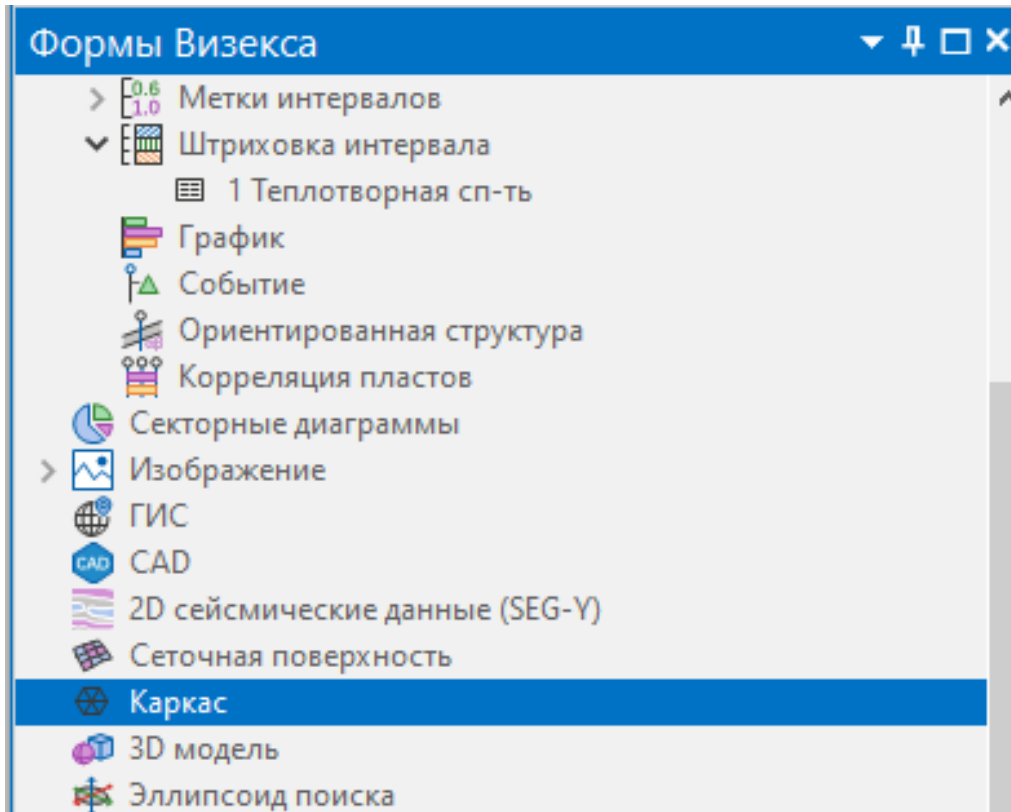 Формы Визекса
0.6
1.0
Метки интервалов
Штриховка интервала
1 Теплотворная сп-ть
График
Событие
Ориентированная структура
Корреляция пластов
Секторные диаграммы
Изображение
ГИС
CAD CAD
2D сейсмические данные (SEG-Y)
Сеточная поверхность
Каркас
3D модель
Эллипсоид поиска